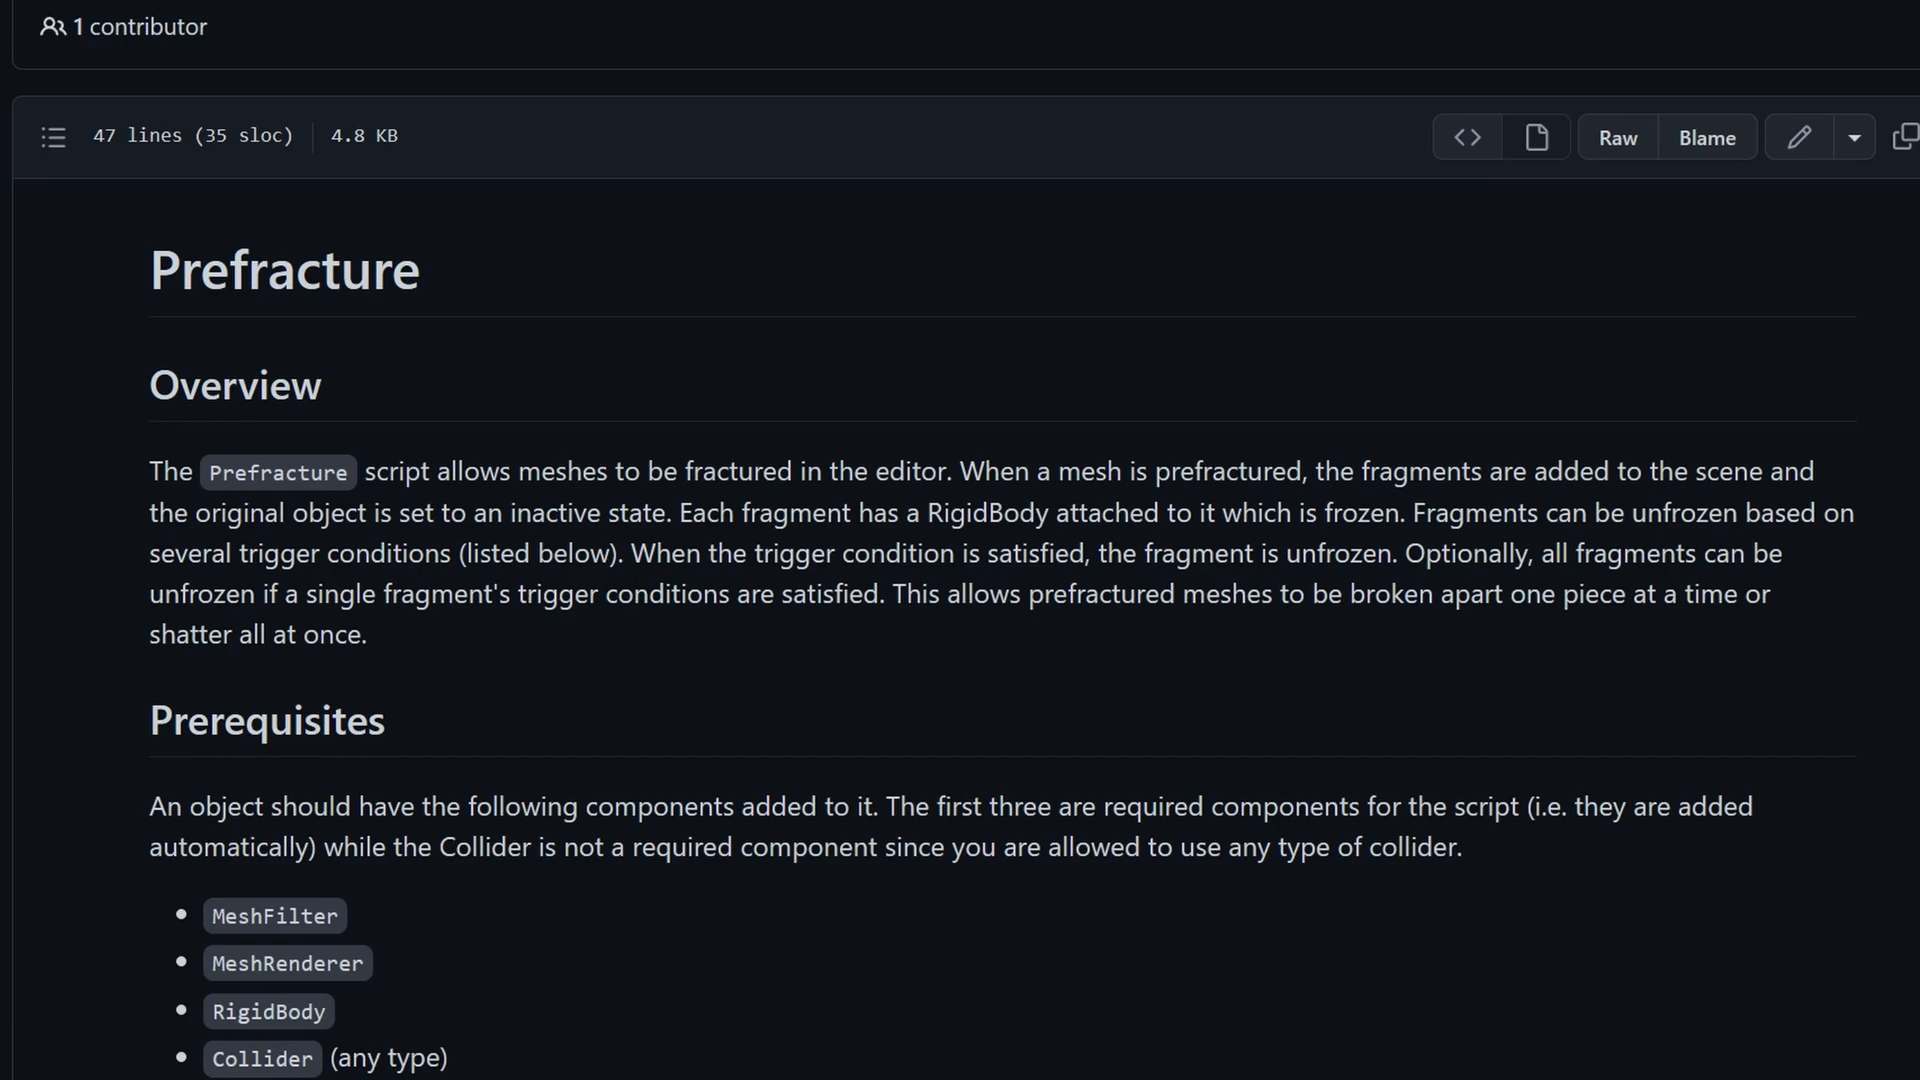 1 contributor
47 lines (35 sloc) 4.8 KB
Raw Blame
Prefracture
Overview
The Prefracture script allows meshes to be fractured in the editor. When a mesh is prefractured, the fragments are added to the scene and
the original object is set to an inactive state. Each fragment has a RigidBody attached to it which is frozen. Fragments can be unfrozen based on
several trigger conditions (listed below). When the trigger condition is satisfied, the fragment is unfrozen. Optionally, all fragments can be
unfrozen if a single fragment's trigger conditions are satisfied. This allows prefractured meshes to be broken apart one piece at a time or
shatter all at once.
Prerequisites
An object should have the following components added to it. The first three are required components for the script (i.e. they are added
automatically) while the Collider is not a required component since you are allowed to use any type of collider.
MeshFilter
MeshRenderer
RigidBody
Collider (any type)